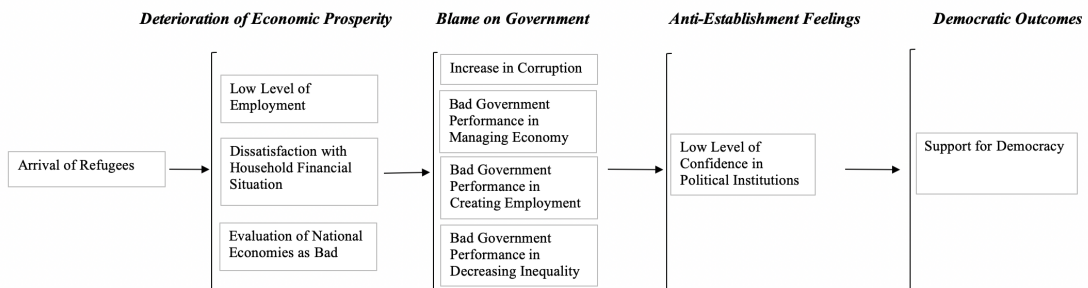 Deterioration of Economic Prosperity
Blame on Government
Anti-Establishment Feelings
Democratic Outcomes
Arrival of Refugees
Low Level of
Employment
Dissatisfaction with
Household Financial
Situation
Evaluation of National
Economies as Bad
Increase in Corruption
Bad Government
Performance in
Managing Economy
Bad Government
Performance in
Creating Employment
Bad Government
Performance in
Decreasing Inequality
Low Level of
Confidence in
Political Institutions
Support for Democracy